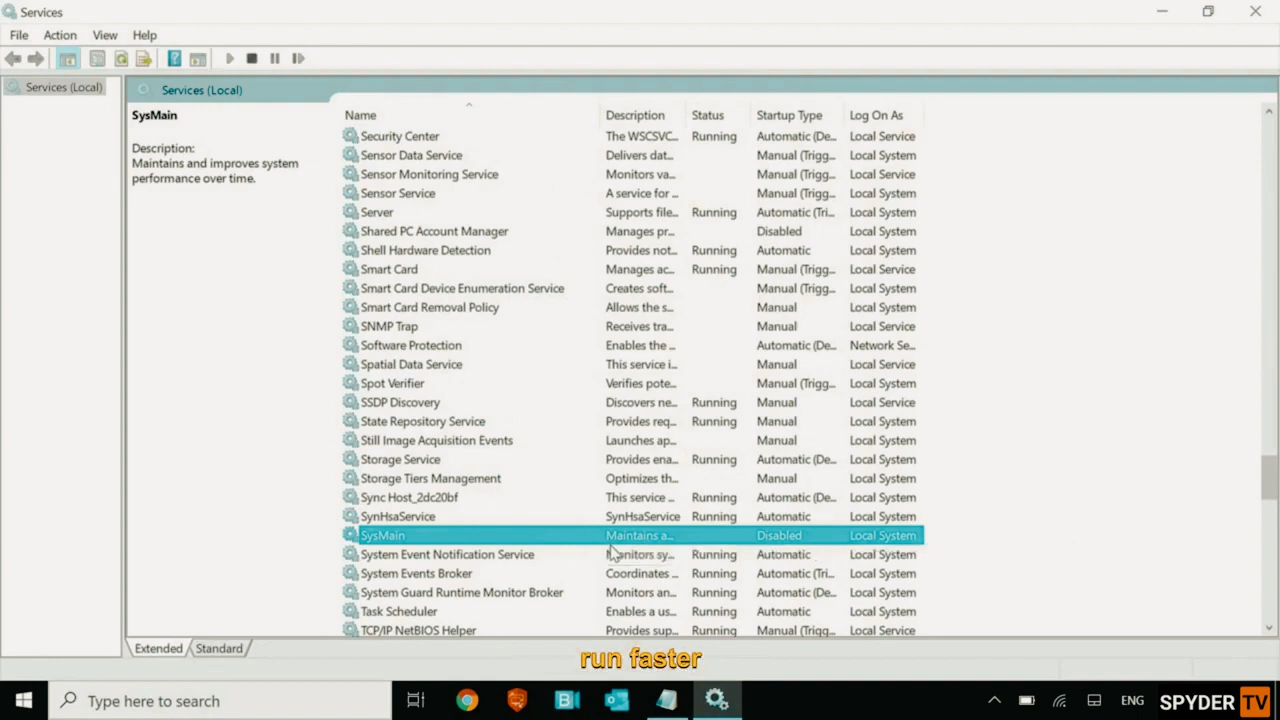 Services
File Action View Help
Services (Local)
Services (Local)
SysMain
Description:
Maintains and improves system
performance over time.
Name Description Status Startup Type Log On As
Security Center The WSCSVC... Running Automatic (De... Local Service
Sensor Data Service Delivers dat... Manual (Trigg... Local System
Sensor Monitoring Service Monitors va... Manual (Trigg... Local Service
Sensor Service A service for ... Manual (Trigg... Local System
Server Supports file... Running Automatic (Tri... Local System
Shared PC Account Manager Manages pr... Disabled Local System
Shell Hardware Detection Provides not... Running Automatic Local System
Smart Card Manages ac... Running Manual (Trigg... Local Service
Smart Card Device Enumeration Service Creates soft... Manual (Trigg... Local System
Smart Card Removal Policy Allows the s... Manual Local System
SNMP Trap Receives tra... Manual Local Service
Software Protection Enables the ... Automatic (De... Network Se...
Spatial Data Service This service i... Manual Local Service
Spot Verifier Verifies pote... Manual (Trigg... Local System
SSDP Discovery Discovers ne... Running Manual Local Service
State Repository Service Provides req... Running Manual Local System
Still Image Acquisition Events Launches ap... Manual Local System
Storage Service Provides ena... Running Automatic (De... Local System
Storage Tiers Management Optimizes th... Manual Local System
Sync Host_2dc20bf This service ... Running Automatic (De... Local System
SynHsaService SynHsaService Running Automatic Local System
SysMain Maintains a... Disabled Local System
System Event Notification Service Monitors sy... Running Automatic Local System
System Events Broker Coordinates ... Running Automatic (Tri... Local System
System Guard Runtime Monitor Broker Monitors an... Running Automatic (De... Local System
Task Scheduler Enables a us... Running Automatic Local System
TCP/IP NetBIOS Helper Provides sup... Running Manual (Trigg... Local Service
Extended Standard
run faster
Type here to search
ENG
SPYDER TV